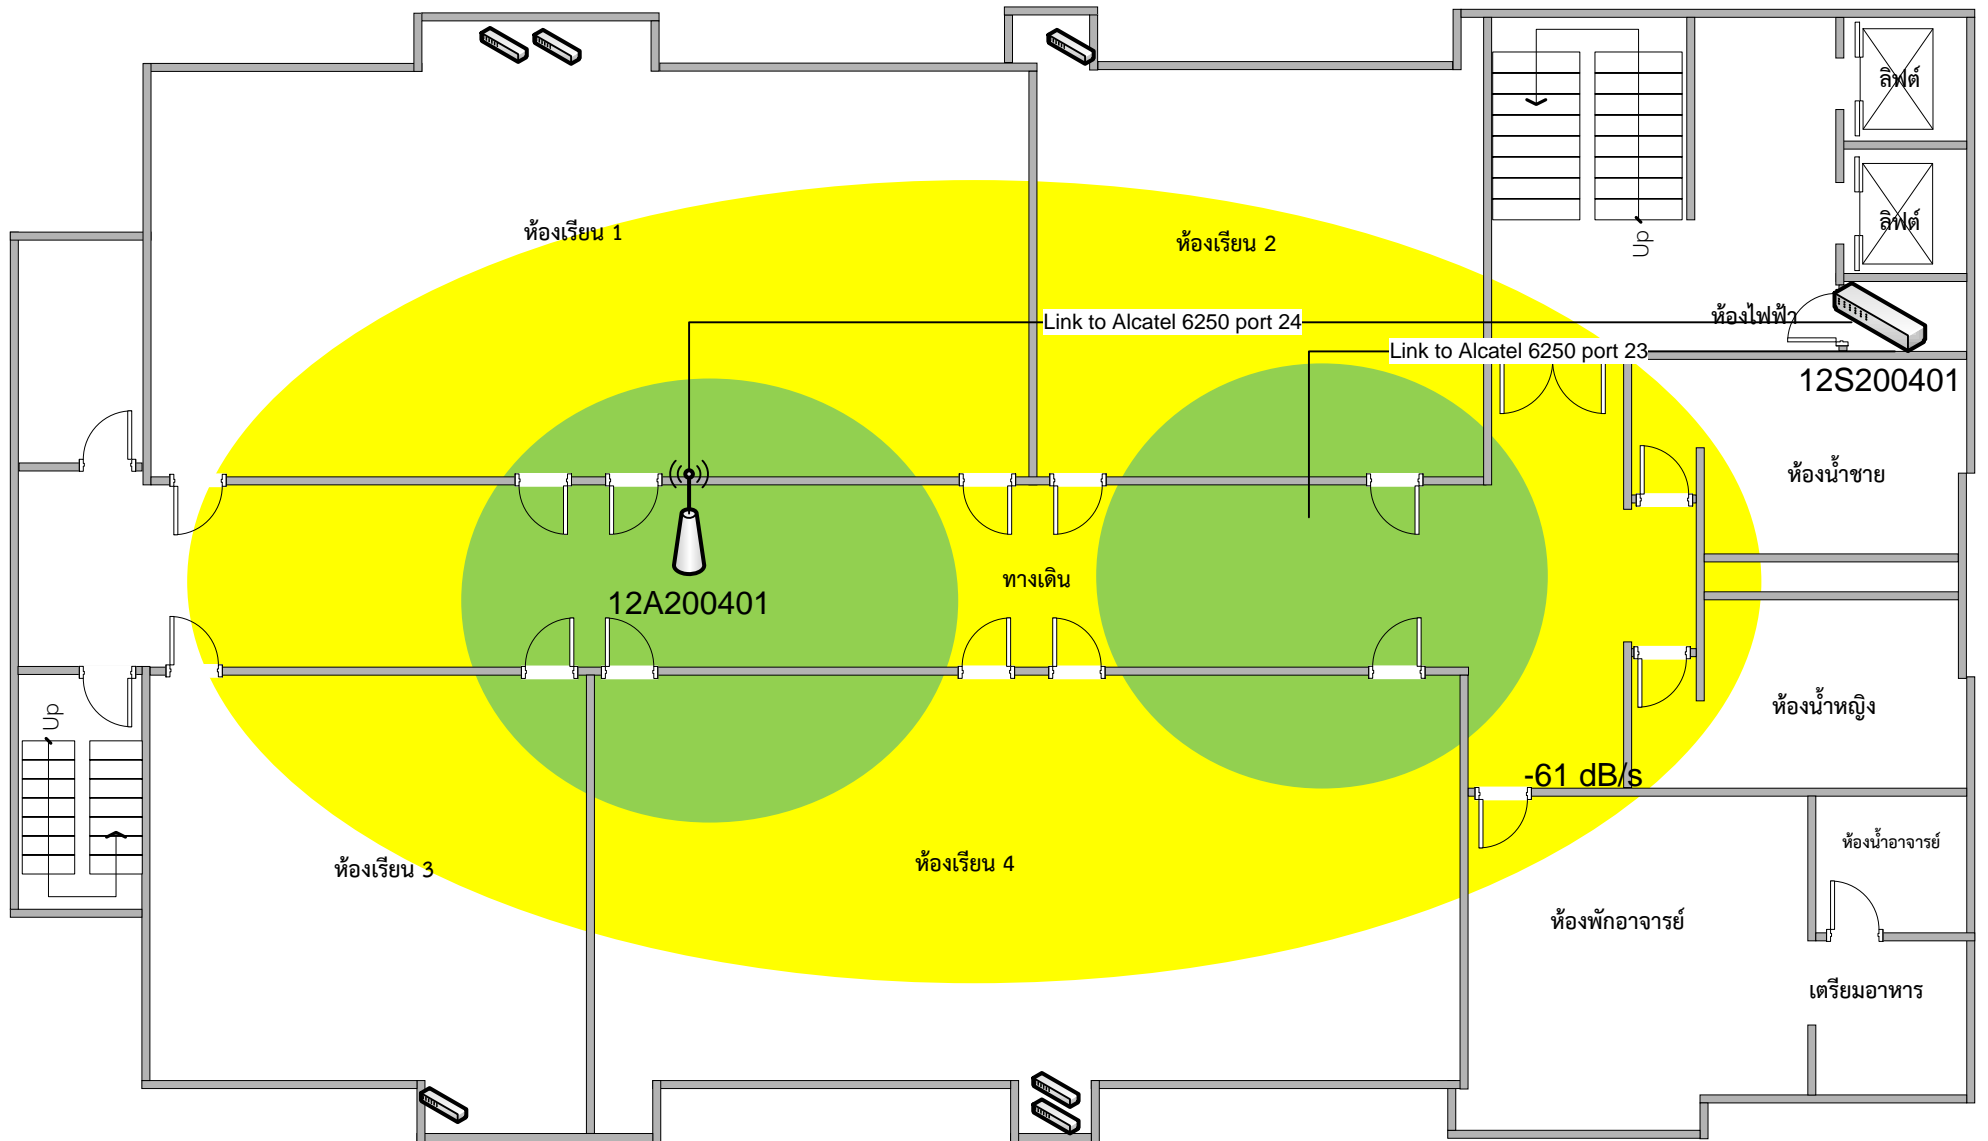 ลิฟต์
ห้องเรียน 1
ห้องเรียน 2
Up
ลิฟต์
Link to Alcatel 6250 port 24
ห้องไฟฟ้า
Link to Alcatel 6250 port 23
12S200401
ห้องน้ำชาย
ทางเดิน
12A200401
Up
ห้องน้ำหญิง
-61 dB/s
ห้องน้ำอาจารย์
ห้องเรียน 3
ห้องเรียน 4
ห้องพักอาจารย์
เตรียมอาหาร